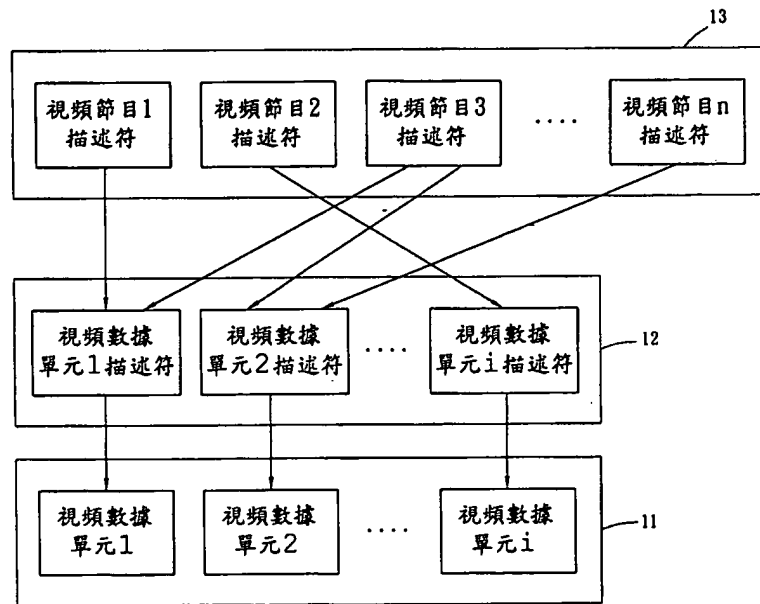 13
視頻節目1
描述符
視頻節目2
描述符
視頻節目3
描述符
....
視頻節目n
描述符
視頻數據
單元1描述符
視頻數據
單元2描述符
....
視頻數據
單元i描述符
12
視頻數據
單元1
視頻數據
單元2
....
視頻數據
單元i
11